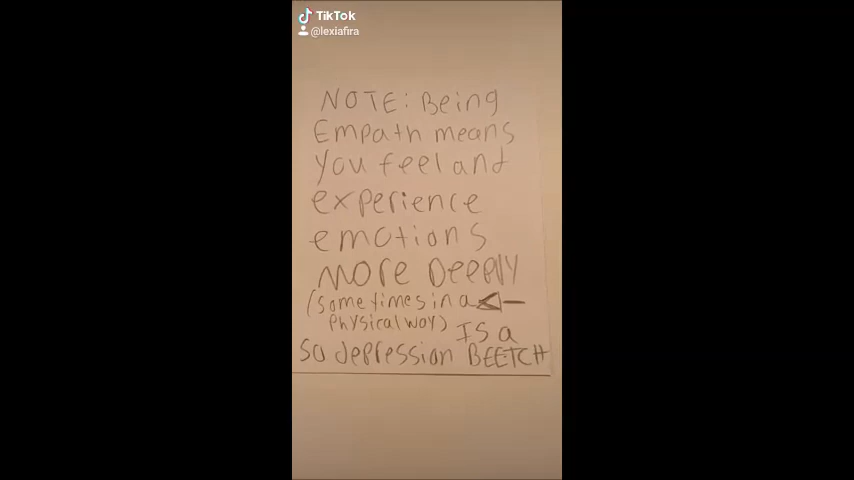 TikTok
@lexiafira
NOTE: Being
Empath means
you feel and
experience
emotions
MORE DEEPLY
(sometimes in a
physical way) IS a
so depression BEETCH